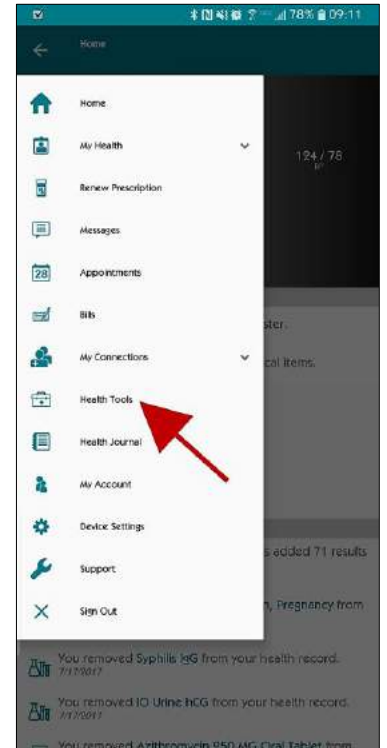 78% 09:11
Home
Home
My Health
124 / 78
BP
Renew Prescription
Messages
28 Appointments
Bills
ster.
My Connections
cal items.
Health Tools
Health Journal
My Account
Device Settings
s added 71 results
Support
n, Pregnancy from
Sign Out
You removed Syphilis IgG from your health record.
7/17/2017
You removed IO Urine hCG from your health record.
7/17/2017
You removed Azithromycin 250 MG Oral Tablet from